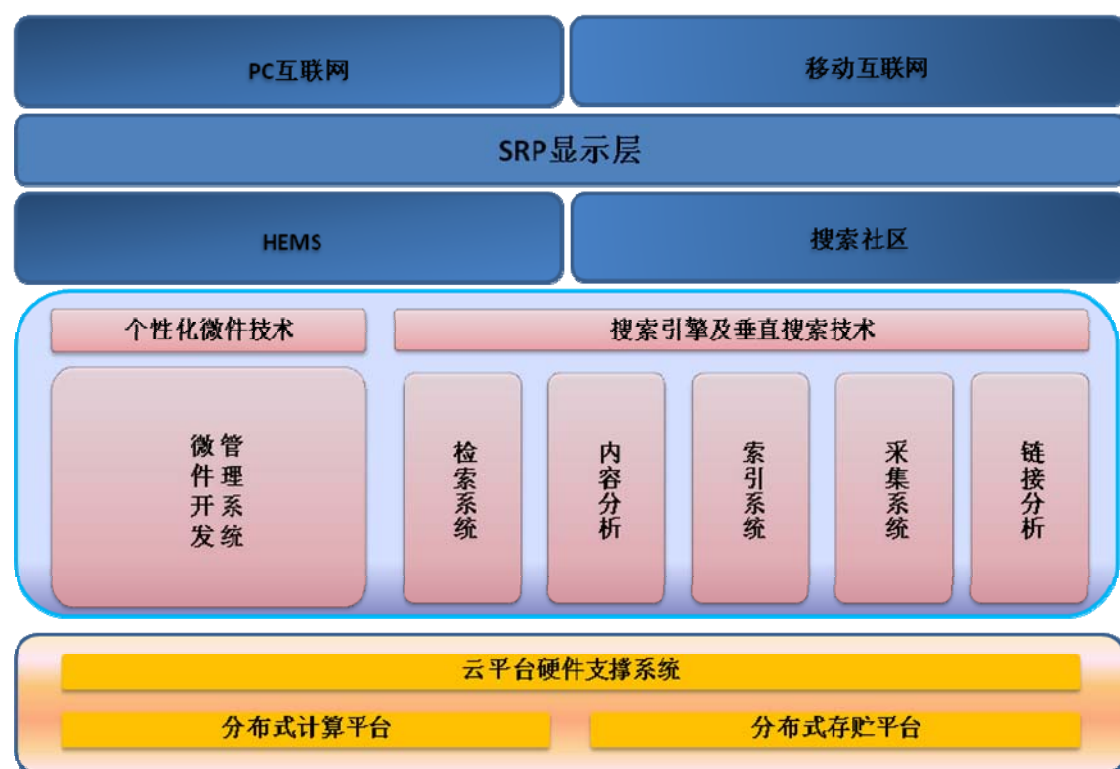 PC互联网
移动互联网
SRP显示层
HEMS
搜索社区
个性化微件技术
搜索引擎及垂直搜索技术
微件开发
管理系统
检索系统
内容分析
索引系统
采集系统
链接分析
云平台硬件支撑系统
分布式计算平台
分布式存贮平台